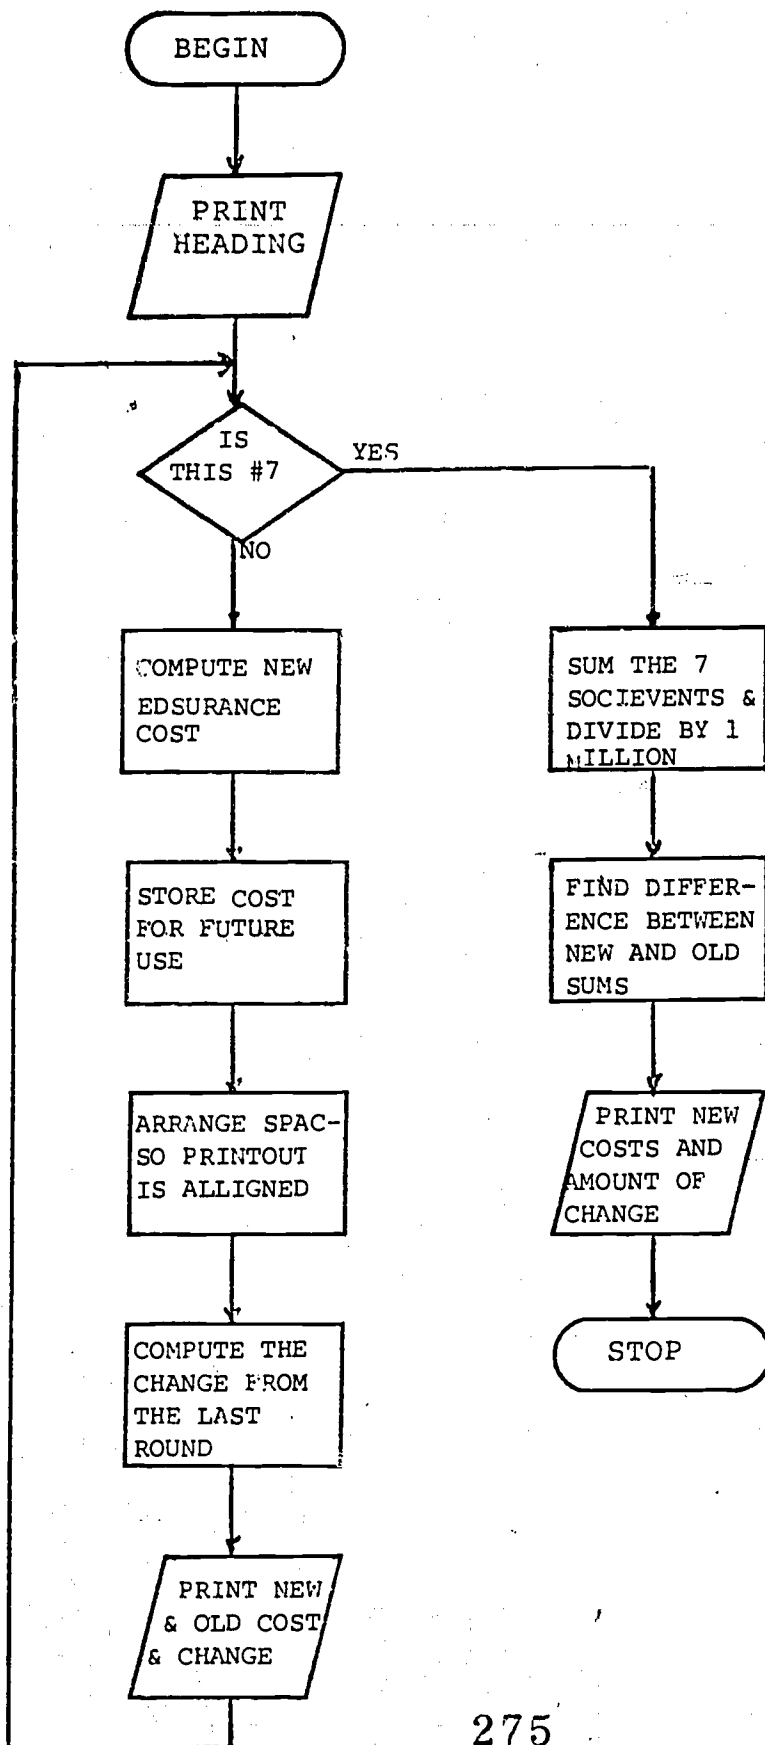 BEGIN
PRINT
HEADING
IS
THIS #7
YES
NO
COMPUTE NEW
EDSURANCE
COST
STORE COST
FOR FUTURE
USE
ARRANGE SPAC-
SO PRINTOUT
IS ALLIGNED
COMPUTE THE
CHANGE FROM
THE LAST
ROUND
PRINT NEW
& OLD COST
& CHANGE
SUM THE 7
SOCIEVENTS &
DIVIDE BY 1
MILLION
FIND DIFFER-
ENCE BETWEEN
NEW AND OLD
SUMS
PRINT NEW
COSTS AND
AMOUNT OF
CHANGE
STOP
275